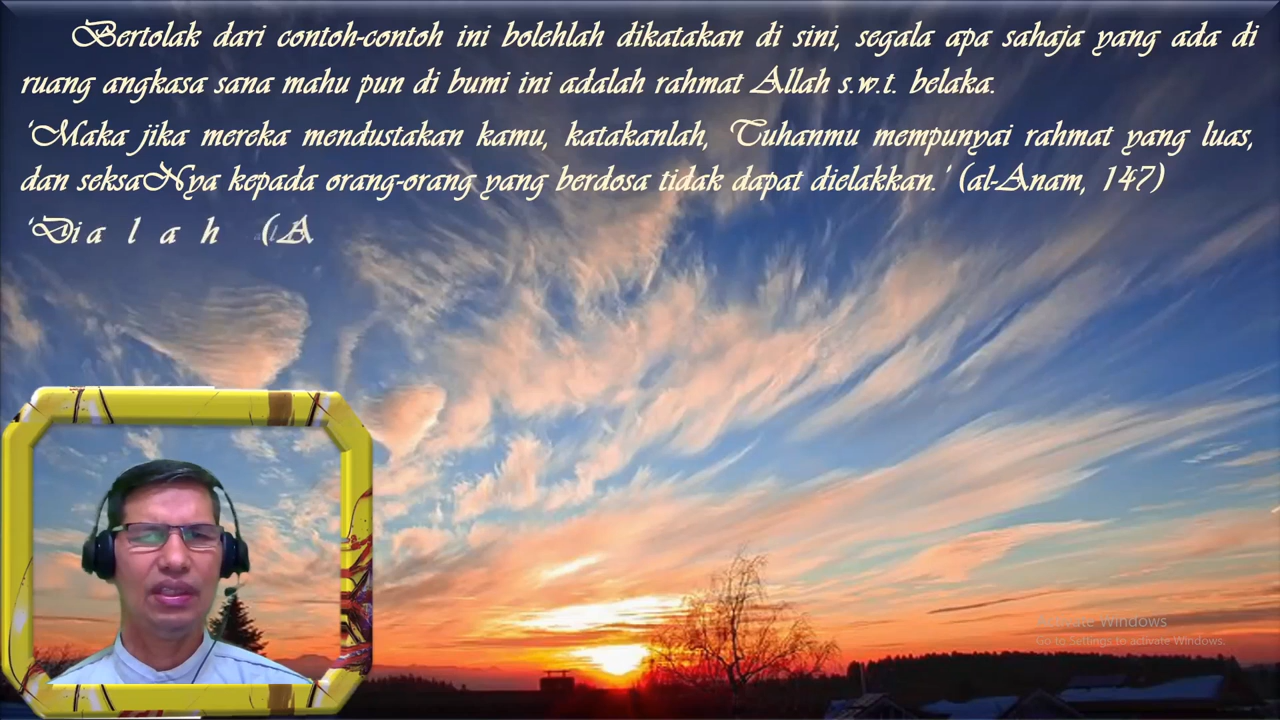 Bertolak dari contoh-contoh ini bolehlah dikatakan di sini, segala apa sahaja yang ada di
ruang angkasa sana mahu pun di bumi ini adalah rahmat Allah s.w.t. belaka.
'Maka jika mereka mendustakan kamu, katakanlah, Tuhanmu mempunyai rahmat yang luas,
dan seksaNya kepada orang-orang yang berdosa tidak dapat dielakkan.' (al-Anam, 147)
'Dialah (A
Activate Windows
Go to Settings to activate Windows.